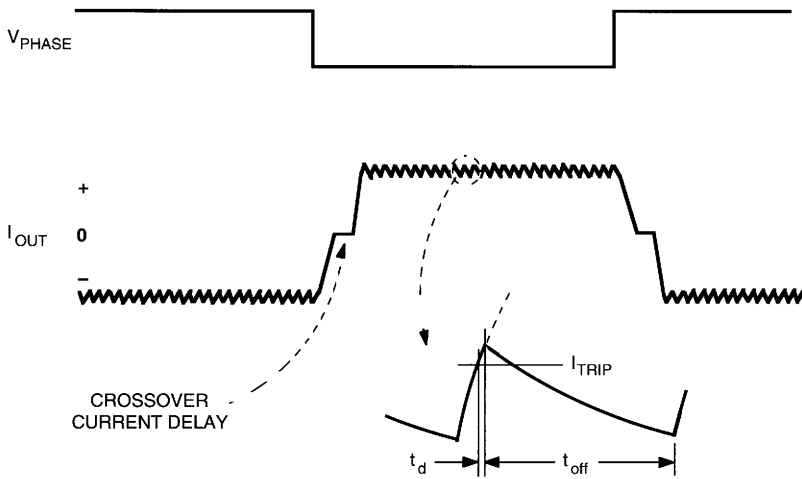 V_PHASE
+
I_OUT 0
–
I_TRIP
CROSSOVER
CURRENT DELAY
t_d
t_off